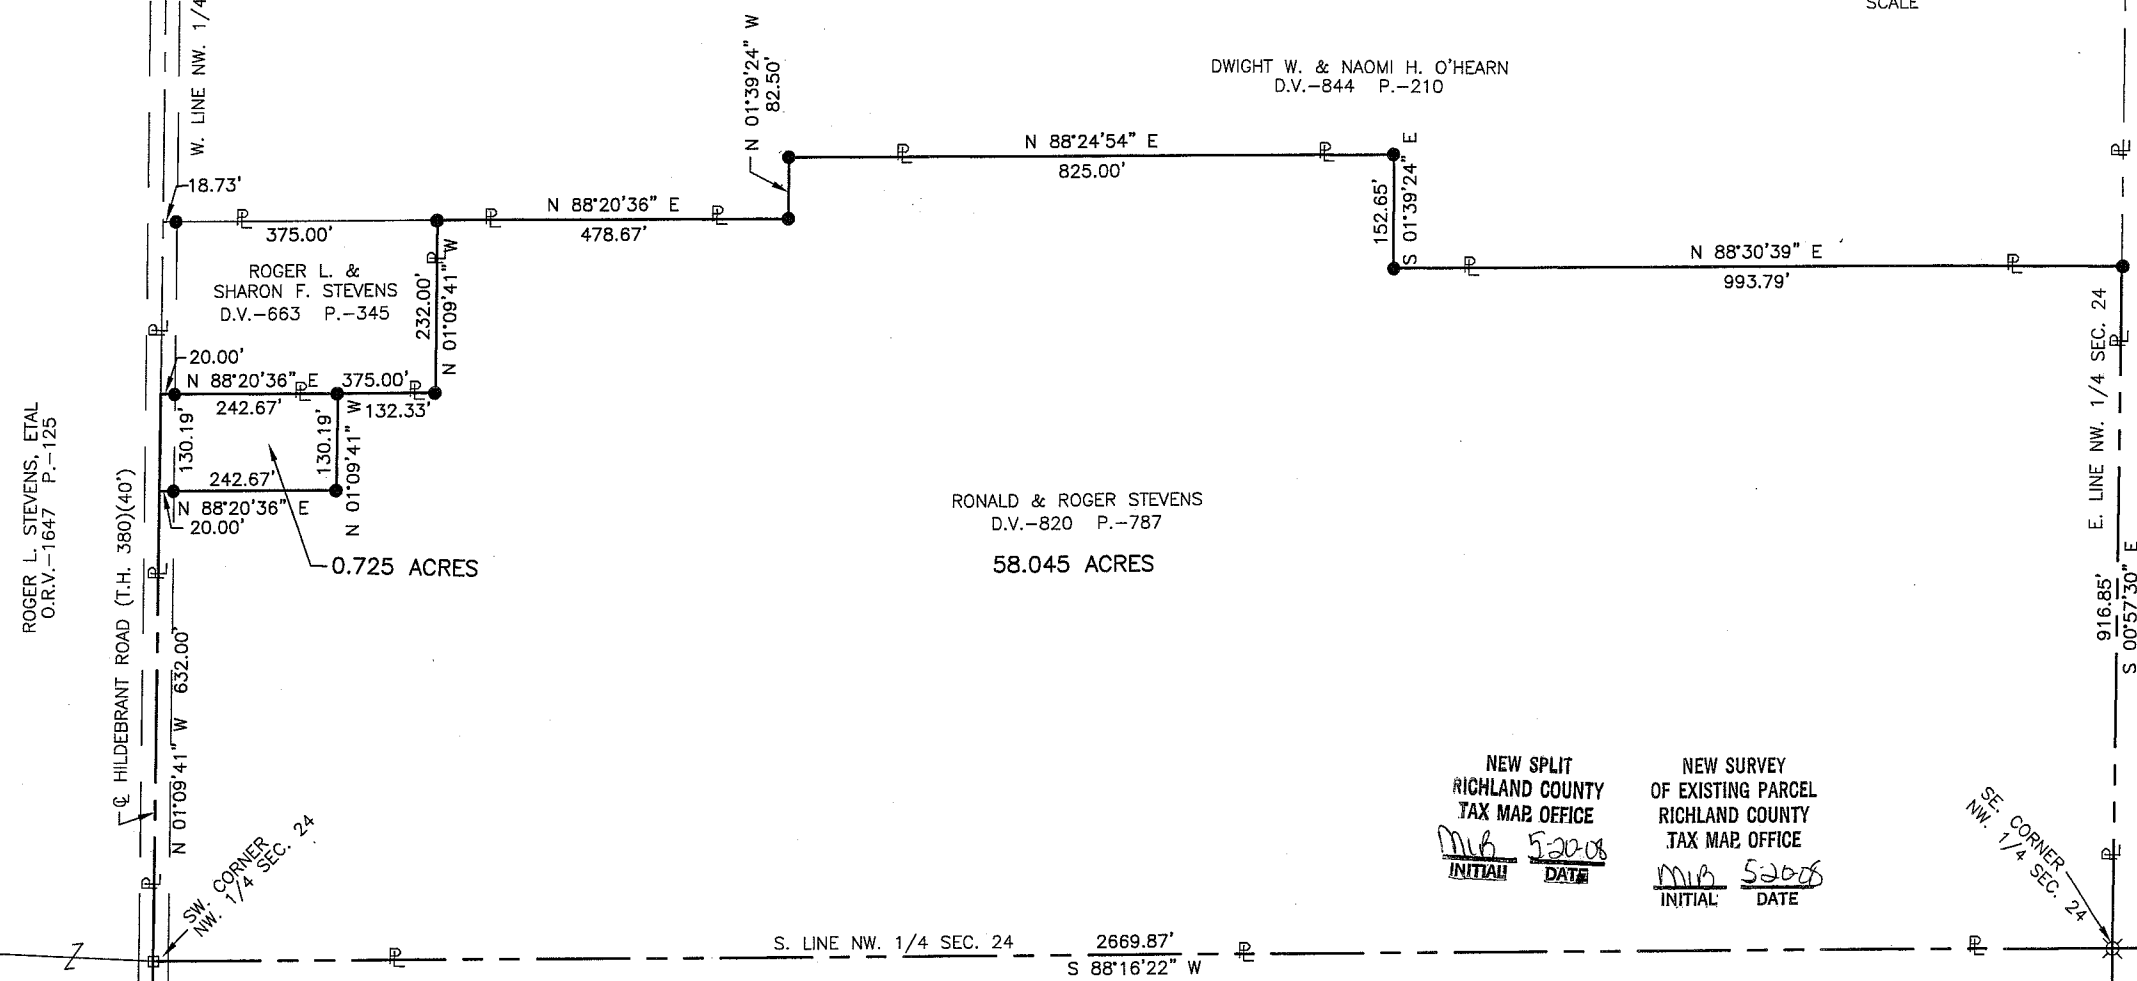 SCALE
W. LINE NW. 1/4
N 01°39'24" W
82.50'
DWIGHT W. & NAOMI H. O'HEARN
D.V.-844 P.-210
N 88°24'54" E
825.00'
18.73'
375.00'
N 88°20'36" E
478.67'
152.65'
S 01°39'24" E
N 88°30'39" E
993.79'
ROGER L. &
SHARON F. STEVENS
D.V.-663 P.-345
232.00'
N 01°09'41" W
20.00'
N 88°20'36" E 375.00'
242.67' 132.33'
130.19'
130.19'
N 01°09'41" W
242.67'
N 88°20'36" E
20.00'
0.725 ACRES
ROGER L. STEVENS, ETAL
O.R.V.-1647 P.-125
℄ HILDEBRANT ROAD (T.H. 380)(40')
N 01°09'41" W 632.00'
RONALD & ROGER STEVENS
D.V.-820 P.-787
58.045 ACRES
E. LINE NW. 1/4 SEC. 24
916.85'
S 00°57'30" E
NEW SPLIT
RICHLAND COUNTY
TAX MAP OFFICE
MLB 5-20-08
INITIAL DATE
NEW SURVEY
OF EXISTING PARCEL
RICHLAND COUNTY
TAX MAP OFFICE
MLB 5-20-08
INITIAL DATE
SW. CORNER
NW. 1/4 SEC. 24
SE. CORNER
NW. 1/4 SEC. 24
S. LINE NW. 1/4 SEC. 24
2669.87'
S 88°16'22" W